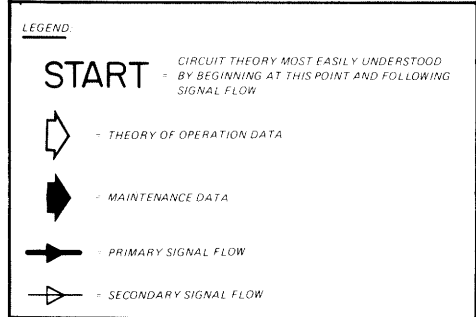 LEGEND:
START = CIRCUIT THEORY MOST EASILY UNDERSTOOD
BY BEGINNING AT THIS POINT AND FOLLOWING
SIGNAL FLOW
= THEORY OF OPERATION DATA
= MAINTENANCE DATA
= PRIMARY SIGNAL FLOW
= SECONDARY SIGNAL FLOW